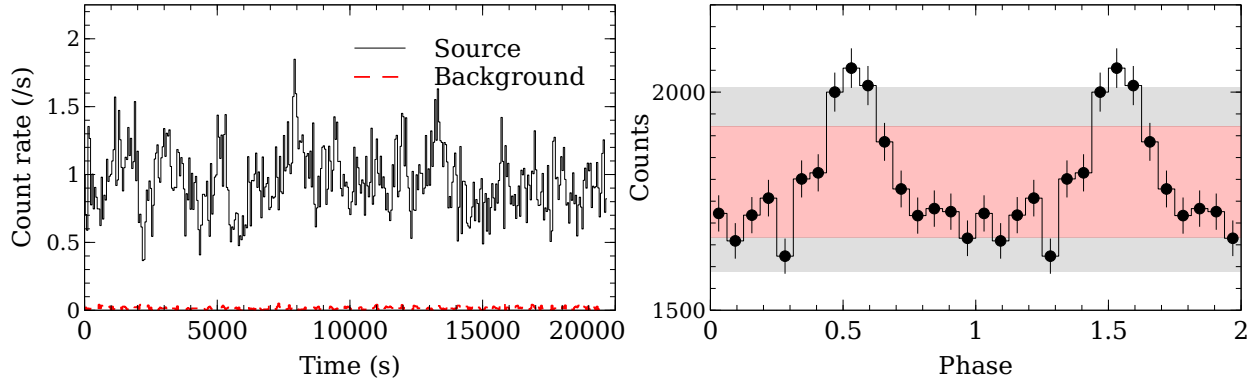 2
1.5
1
0.5
0
0 5000 10000 15000 20000
Count rate (/s)
Time (s)
Source
Background
2000
1500
0 0.5 1 1.5 2
Counts
Phase